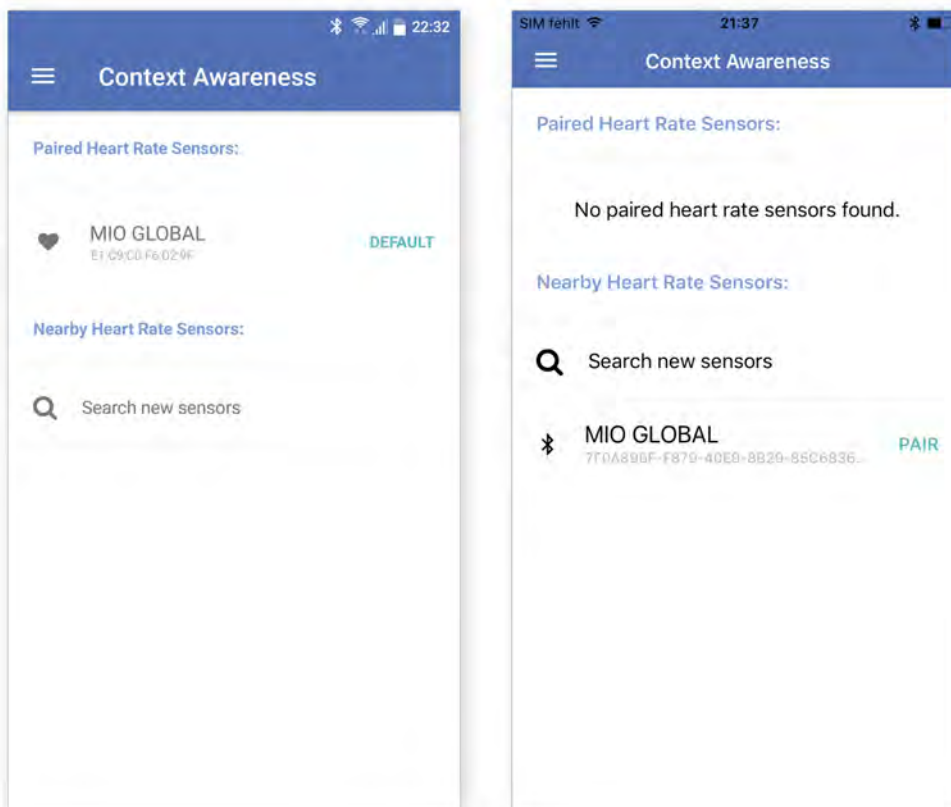 22:32
Context Awareness
Paired Heart Rate Sensors:
MIO GLOBAL
DEFAULT
Nearby Heart Rate Sensors:
Search new sensors
SIM fehlt
21:37
Context Awareness
Paired Heart Rate Sensors:
No paired heart rate sensors found.
Nearby Heart Rate Sensors:
Search new sensors
MIO GLOBAL
PAIR